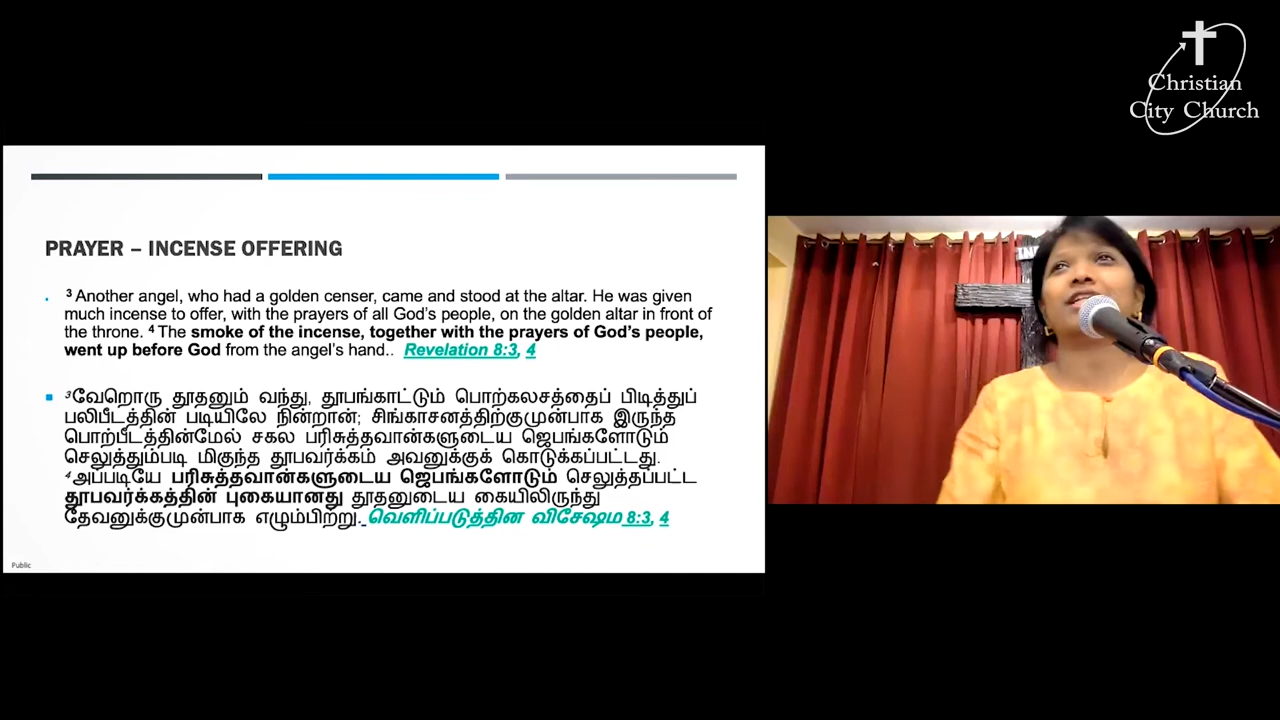 Christian
City Church
PRAYER – INCENSE OFFERING
³ Another angel, who had a golden censer, came and stood at the altar. He was given
much incense to offer, with the prayers of all God's people, on the golden altar in front of
the throne. ⁴ The smoke of the incense, together with the prayers of God's people,
went up before God from the angel's hand.. Revelation 8:3, 4
³வேறொரு தூதனும் வந்து, தூபங்காட்டும் பொற்கலசத்தைப் பிடித்துப்
பலிபீடத்தின் படியிலே நின்றான்; சிங்காசனத்திற்குமுன்பாக இருந்த
பொற்பீடத்தின்மேல் சகல பரிசுத்தவான்களுடைய ஜெபங்களோடும்
செலுத்தும்படி மிகுந்த தூபவர்க்கம் அவனுக்குக் கொடுக்கப்பட்டது.
⁴அப்படியே பரிசுத்தவான்களுடைய ஜெபங்களோடும் செலுத்தப்பட்ட
தூபவர்க்கத்தின் புகையானது தூதனுடைய கையிலிருந்து
தேவனுக்குமுன்பாக எழும்பிற்று. வெளிப்படுத்தின விசேஷம 8:3, 4
Public